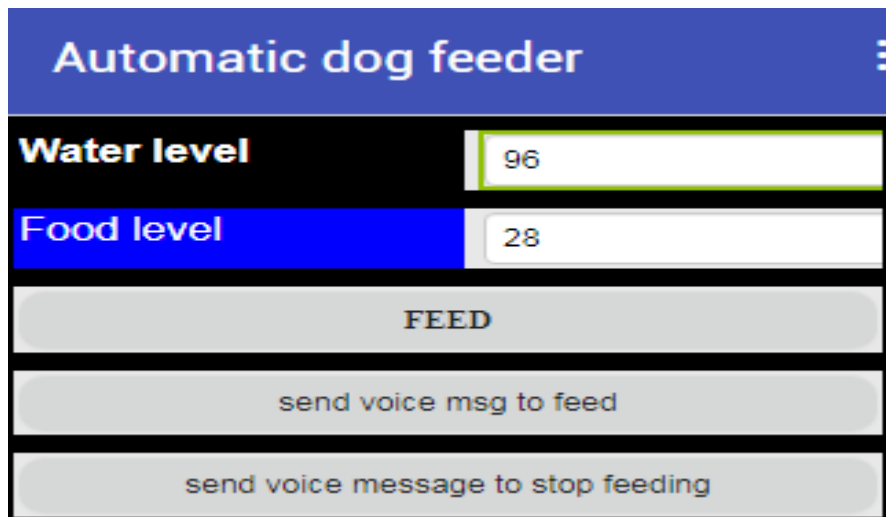 Automatic dog feeder
Water level 96
Food level 28
FEED
send voice msg to feed
send voice message to stop feeding